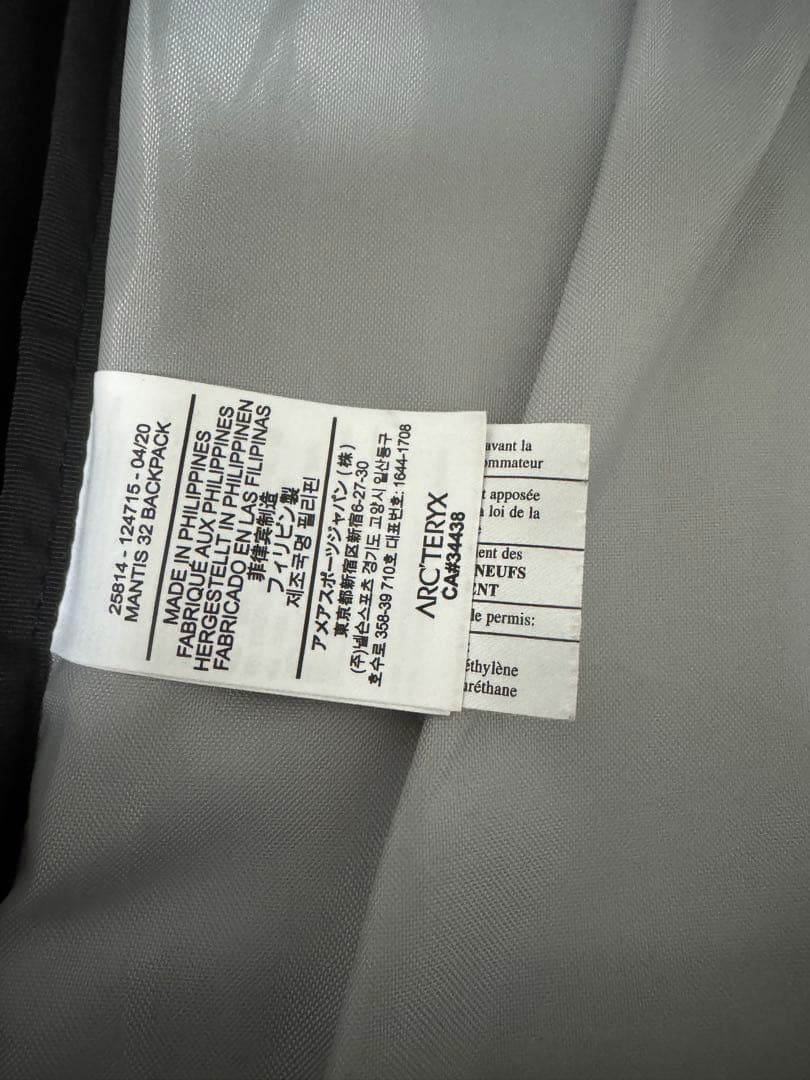 25814 - 124715 - 04/20
MANTIS 32 BACKPACK
MADE IN PHILIPPINES
FABRIQUÉ AUX PHILIPPINES
HERGESTELLT IN PHILIPPINEN
FABRICADO EN LAS FILIPINAS
菲律宾制造
フィリピン製
제조국명 필리핀
アメアスポーツジャパン (株)
東京都新宿区新宿6-27-30
(주)넬슨스포츠 경기도 고양시 일산동구
호수로 358-39 710호 대표번호: 1644-1708
ARC'TERYX
CA#34438
avant la
ommateur
t apposée
loi de la
ent des
NEUFS
ENT
le permis:
éthylène
uréthane